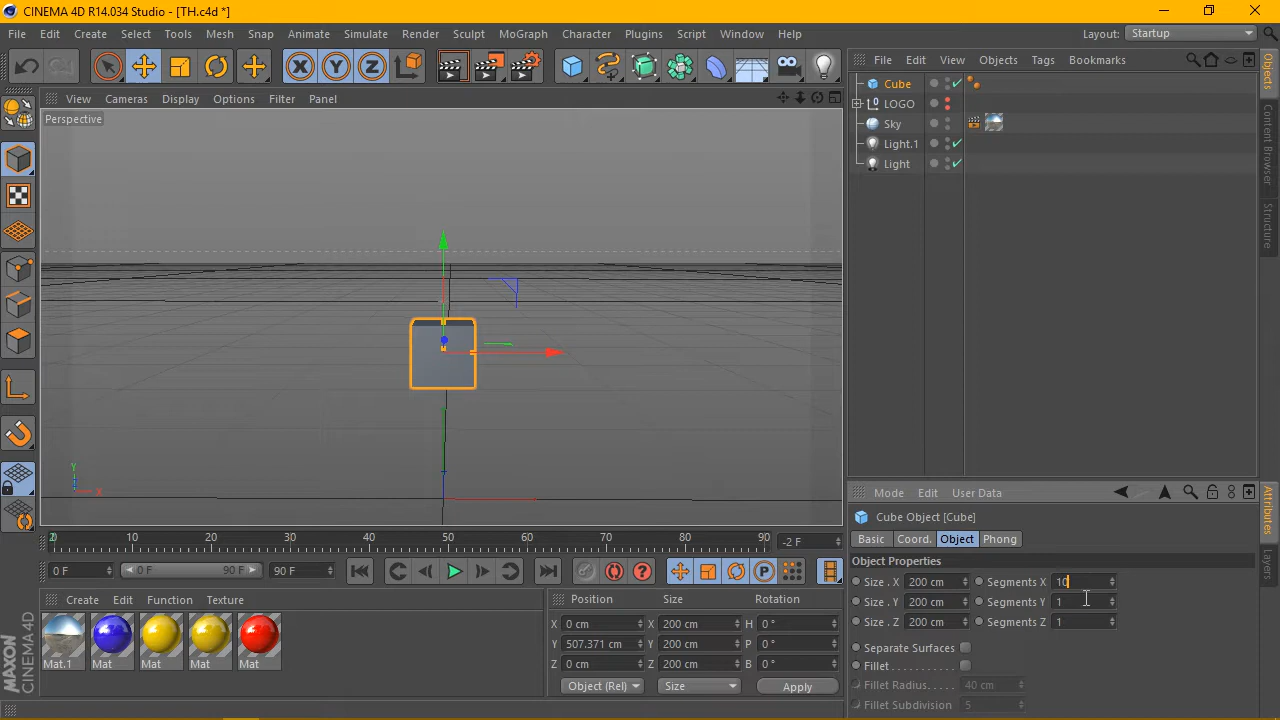 CINEMA 4D R14.034 Studio - [TH.c4d *]
File Edit Create Select Tools Mesh Snap Animate Simulate Render Sculpt MoGraph Character Plugins Script Window Help Layout: Startup
X Y Z
File Edit View Objects Tags Bookmarks
View Cameras Display Options Filter Panel
Perspective
Cube
LOGO
Sky
Light.1
Light
Objects
Content Browser
Structure
Y
X
Mode Edit User Data
Cube Object [Cube]
Basic Coord. Object Phong
Object Properties
Size . X 200 cm Segments X 10
Size . Y 200 cm Segments Y 1
Size . Z 200 cm Segments Z 1
Separate Surfaces
Fillet
Fillet Radius. 40 cm
Fillet Subdivision 5
Attributes
Layers
0 10 20 30 40 50 60 70 80 90 -2 F
0 F 0 F 90 F 90 F
Create Edit Function Texture
Mat.1 Mat Mat Mat Mat
Position Size Rotation
X 0 cm X 200 cm H 0 °
Y 507.371 cm Y 200 cm P 0 °
Z 0 cm Z 200 cm B 0 °
Object (Rel) Size Apply
MAXON
CINEMA 4D